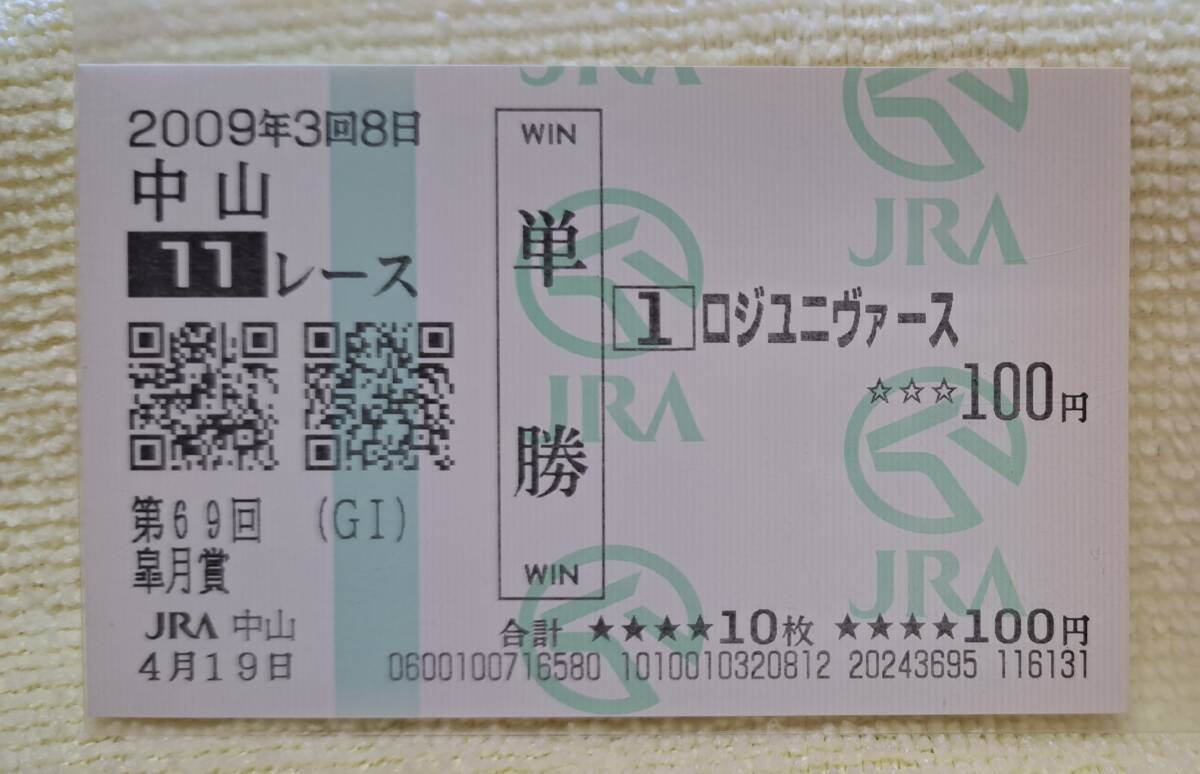 2009年3回8日
中山
11レース
第69回 (GI)
皐月賞
JRA 中山
4月19日
WIN
単勝
WIN
1 ロジユニヴァース
☆☆☆100円
合計 ★★★★10枚 ★★★★100円
0600100716580 1010010320812 20243695 116131
JRA
JRA
JRA
JRA